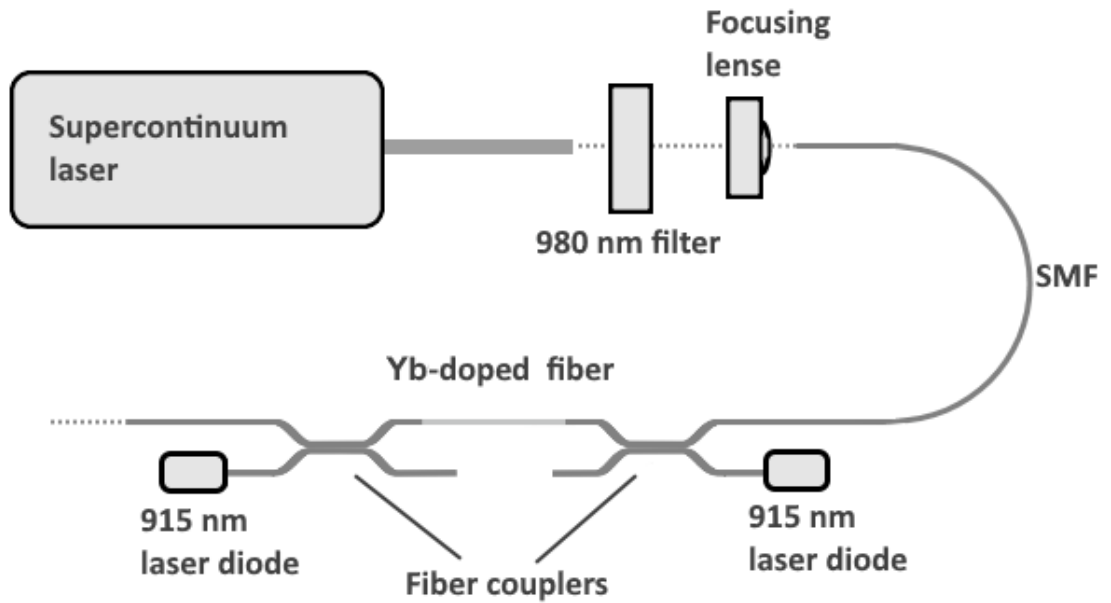 Focusing
lense
Supercontinuum
laser
980 nm filter
SMF
Yb-doped fiber
915 nm
laser diode
915 nm
laser diode
Fiber couplers